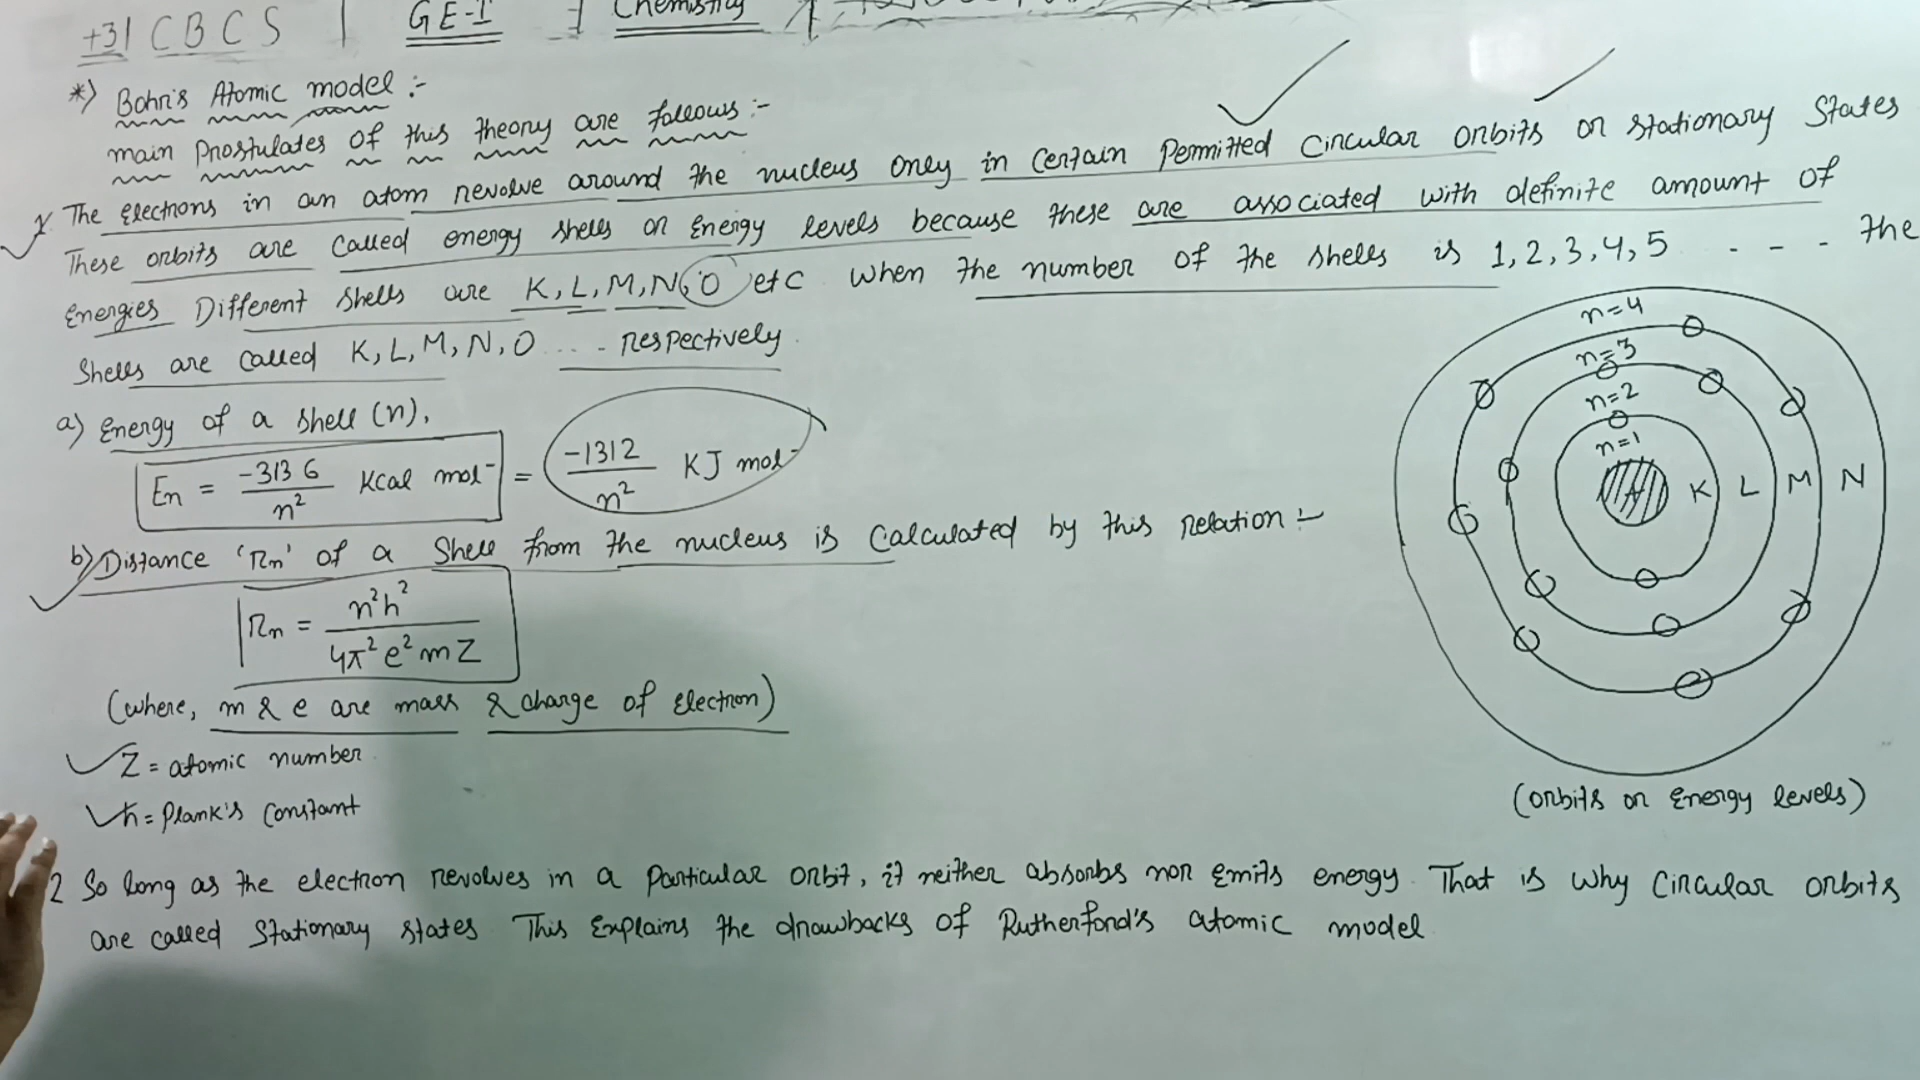 +3 | CBCS | GE-I | Chemistry
*) Bohr's Atomic model :-
main Prostulates of this theory are follows :-
1. The electrons in an atom revolve around the nucleus only in certain permitted circular orbits or stationary states
These orbits are called energy shells or energy levels because these are associated with definite amount of
energies Different shells are K, L, M, N, O etc when the number of the shells is 1, 2, 3, 4, 5 - - - the
shells are called K, L, M, N, O ... respectively
a) Energy of a shell (n),
En = -313 6 / n² Kcal mol⁻ = -1312 / n² KJ mol⁻
b) Distance 'rn' of a shell from the nucleus is calculated by this relation :-
rn = n²h² / 4π²e²mZ
(where, m & e are mass & charge of electron)
Z = atomic number
h = Plank's constant
n=4
n=3
n=2
n=1
K L M N
(orbits or energy levels)
2 So long as the electron revolves in a particular orbit, it neither absorbs nor emits energy. That is why circular orbits
are called stationary states This explains the drawbacks of Rutherford's atomic model